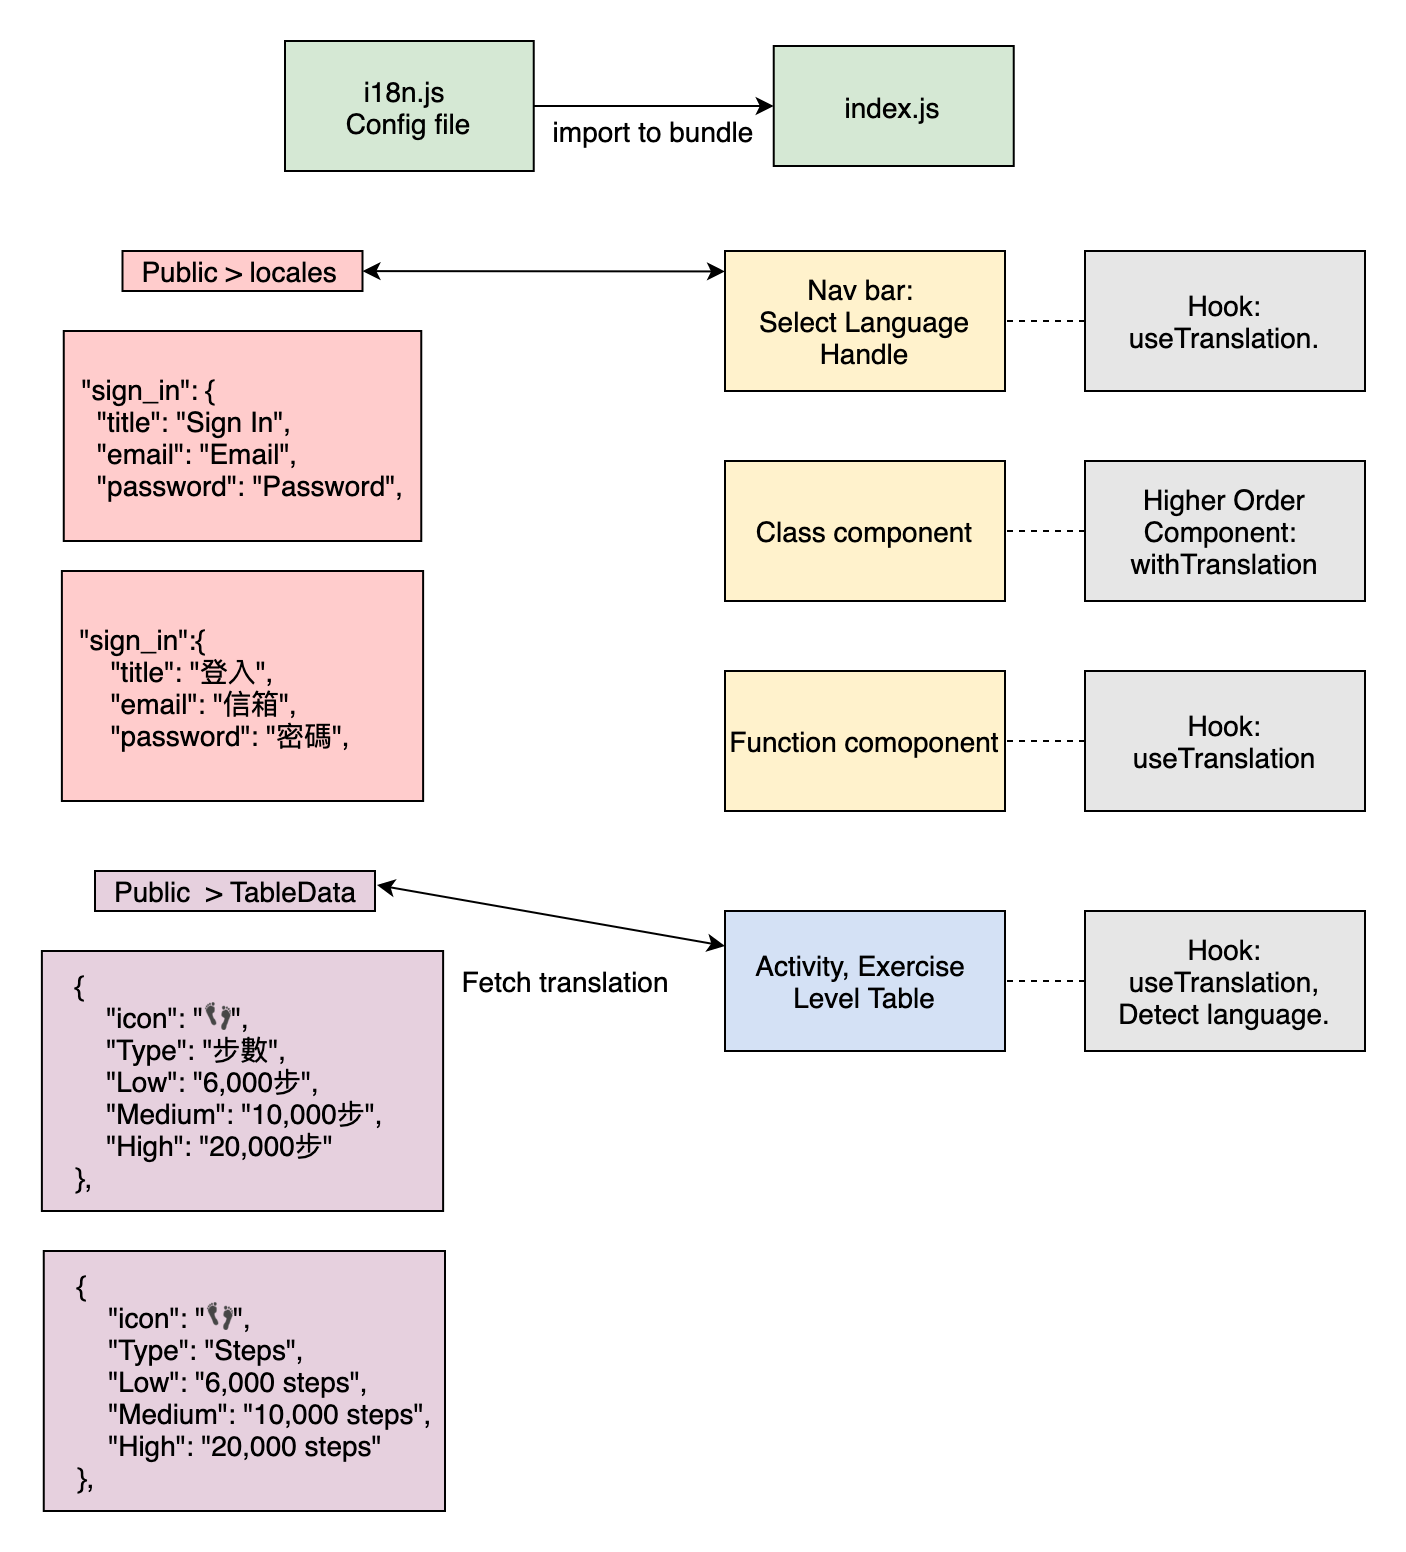 i18n.js
Config file
import to bundle
index.js
Public > locales
Nav bar:
Select Language
Handle
Hook:
useTranslation.
"sign_in": {
"title": "Sign In",
"email": "Email",
"password": "Password",
Class component
Higher Order
Component:
withTranslation
"sign_in":{
"title": "登入",
"email": "信箱",
"password": "密碼",
Function comoponent
Hook:
useTranslation
Public  > TableData
Fetch translation
Activity, Exercise
Level Table
Hook:
useTranslation,
Detect language.
{
"icon": "👣",
"Type": "步數",
"Low": "6,000步",
"Medium": "10,000步",
"High": "20,000步"
},
{
"icon": "👣",
"Type": "Steps",
"Low": "6,000 steps",
"Medium": "10,000 steps",
"High": "20,000 steps"
},